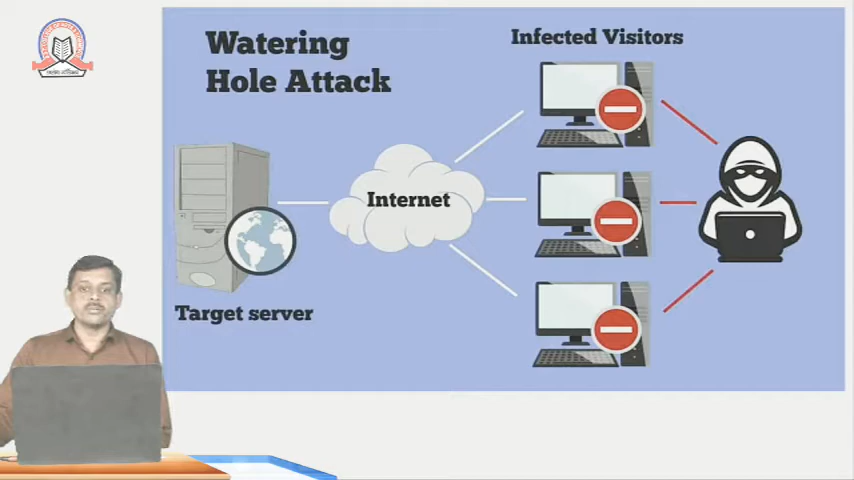 Watering
Hole Attack
Infected Visitors
Internet
Target server